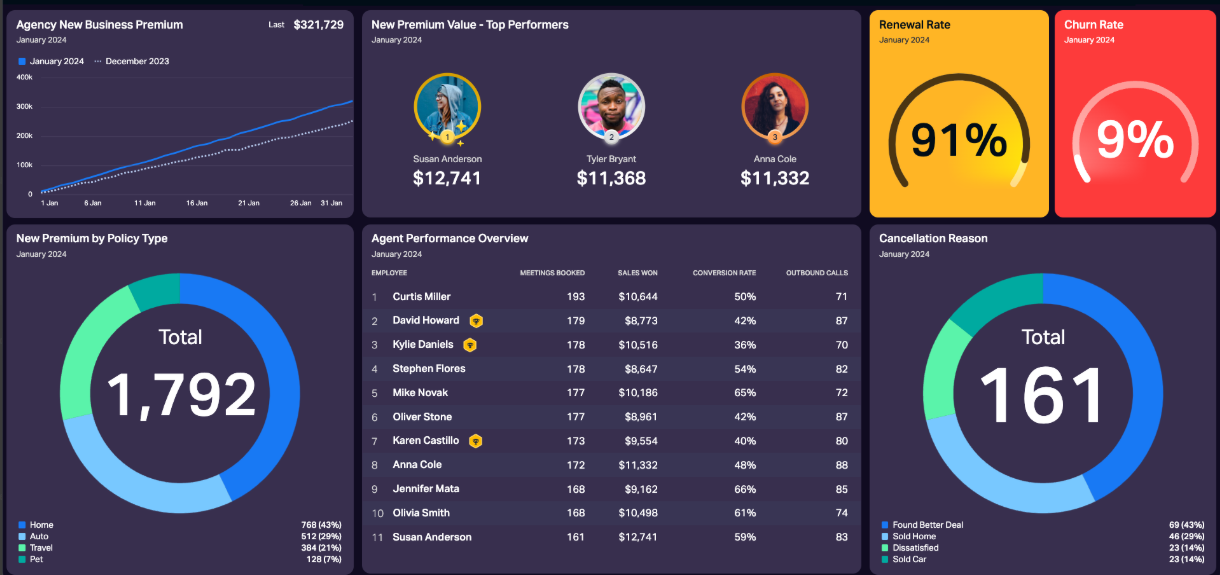 Agency New Business Premium Last $321,729
January 2024
January 2024 December 2023
400k
300k
200k
100k
0
1 Jan 6 Jan 11 Jan 16 Jan 21 Jan 26 Jan 31 Jan
New Premium Value - Top Performers
January 2024
1 2 3
Susan Anderson Tyler Bryant Anna Cole
$12,741 $11,368 $11,332
Renewal Rate
January 2024
91%
Churn Rate
January 2024
9%
New Premium by Policy Type
January 2024
Total
1,792
Home 768 (43%)
Auto 512 (29%)
Travel 384 (21%)
Pet 128 (7%)
Agent Performance Overview
January 2024
EMPLOYEE MEETINGS BOOKED SALES WON CONVERSION RATE OUTBOUND CALLS
1 Curtis Miller 193 $10,644 50% 71
2 David Howard 179 $8,773 42% 87
3 Kylie Daniels 178 $10,516 36% 70
4 Stephen Flores 178 $8,647 54% 82
5 Mike Novak 177 $10,186 65% 72
6 Oliver Stone 177 $8,961 42% 87
7 Karen Castillo 173 $9,554 40% 80
8 Anna Cole 172 $11,332 48% 88
9 Jennifer Mata 168 $9,162 66% 85
10 Olivia Smith 168 $10,498 61% 74
11 Susan Anderson 161 $12,741 59% 83
Cancellation Reason
January 2024
Total
161
Found Better Deal 69 (43%)
Sold Home 46 (29%)
Dissatisfied 23 (14%)
Sold Car 23 (14%)